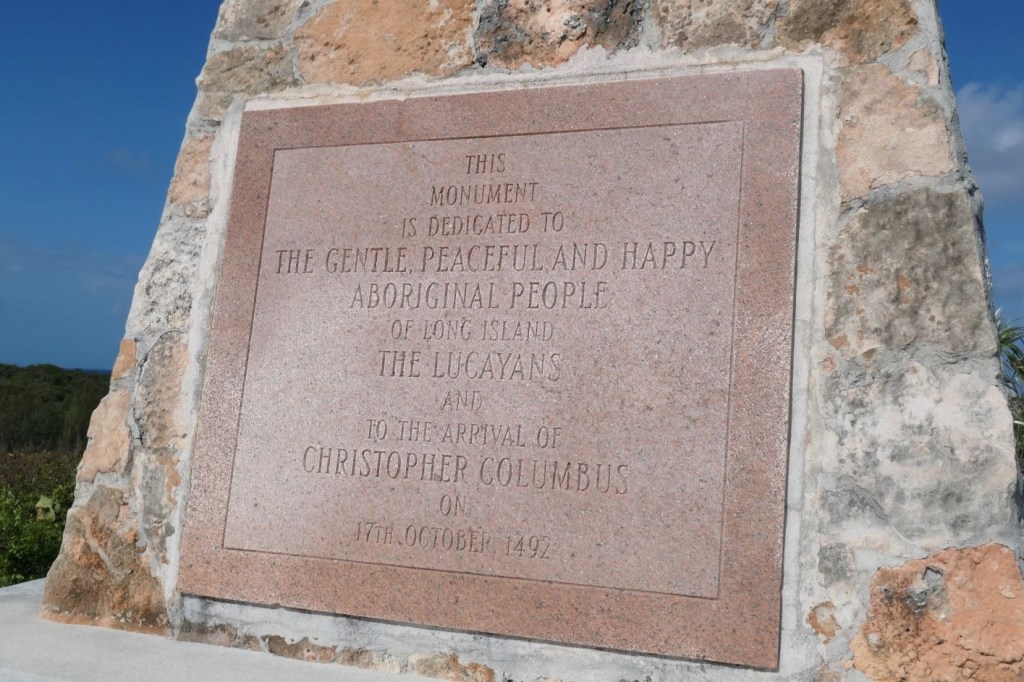 THIS
MONUMENT
IS DEDICATED TO
THE GENTLE, PEACEFUL AND HAPPY
ABORIGINAL PEOPLE
OF LONG ISLAND
THE LUCAYANS
AND
TO THE ARRIVAL OF
CHRISTOPHER COLUMBUS
ON
17TH OCTOBER 1492